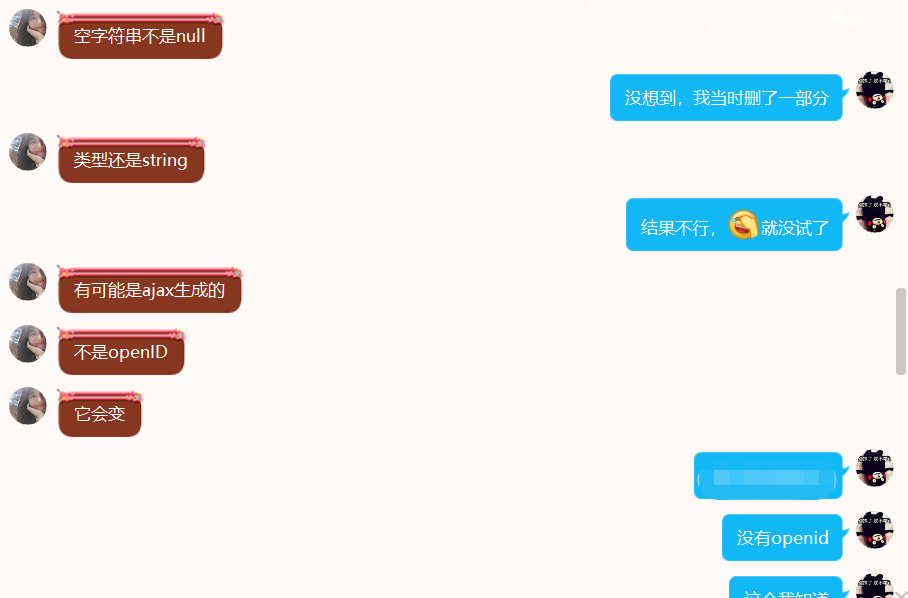 空字符串不是null
没想到，我当时删了一部分
类型还是string
结果不行，就没试了
有可能是ajax生成的
不是openID
它会变
没有openid
这个我知道